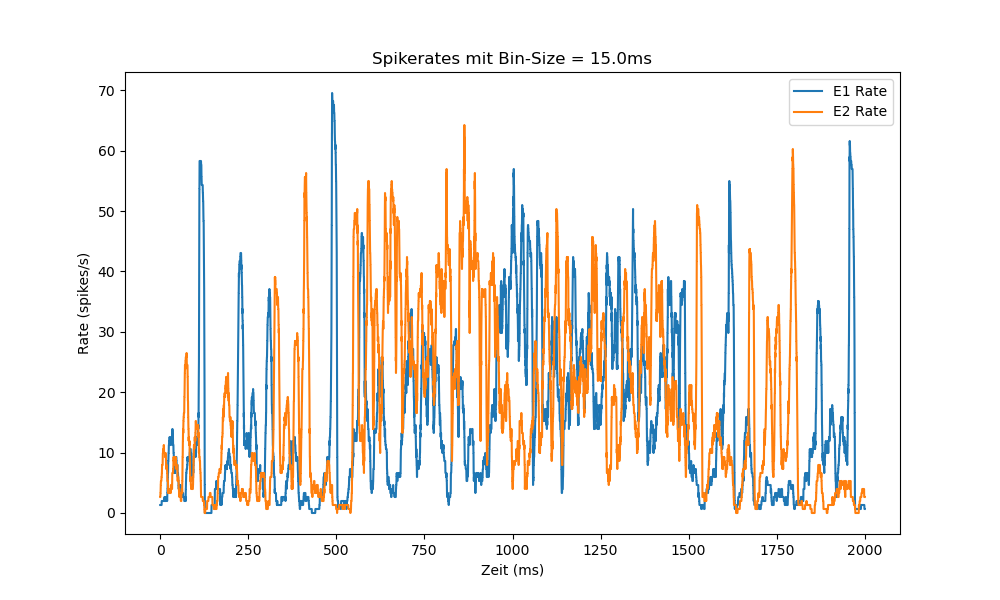 Spikerates mit Bin-Size = 15.0ms
E1 Rate
E2 Rate
Rate (spikes/s)
70
60
50
40
30
20
10
0
0 250 500 750 1000 1250 1500 1750 2000
Zeit (ms)